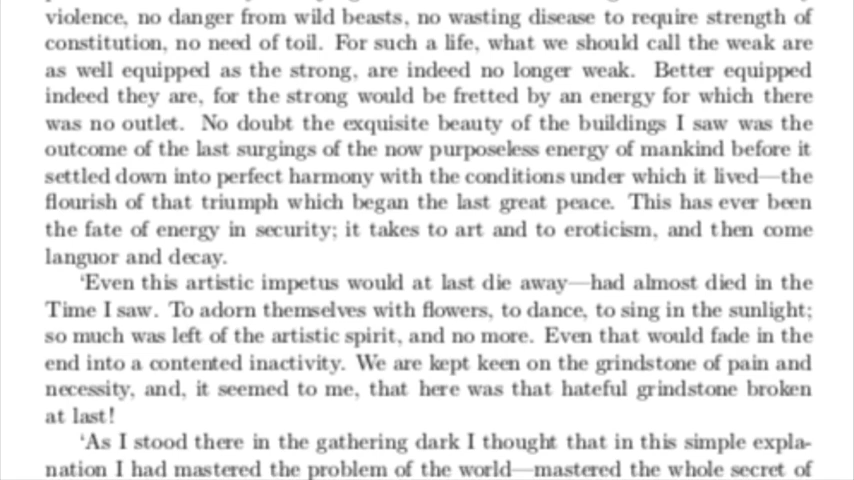 violence, no danger from wild beasts, no wasting disease to require strength of
constitution, no need of toil. For such a life, what we should call the weak are
as well equipped as the strong, are indeed no longer weak. Better equipped
indeed they are, for the strong would be fretted by an energy for which there
was no outlet. No doubt the exquisite beauty of the buildings I saw was the
outcome of the last surgings of the now purposeless energy of mankind before it
settled down into perfect harmony with the conditions under which it lived—the
flourish of that triumph which began the last great peace. This has ever been
the fate of energy in security; it takes to art and to eroticism, and then come
languor and decay.
‘Even this artistic impetus would at last die away—had almost died in the
Time I saw. To adorn themselves with flowers, to dance, to sing in the sunlight;
so much was left of the artistic spirit, and no more. Even that would fade in the
end into a contented inactivity. We are kept keen on the grindstone of pain and
necessity, and, it seemed to me, that here was that hateful grindstone broken
at last!
‘As I stood there in the gathering dark I thought that in this simple expla-
nation I had mastered the problem of the world—mastered the whole secret of